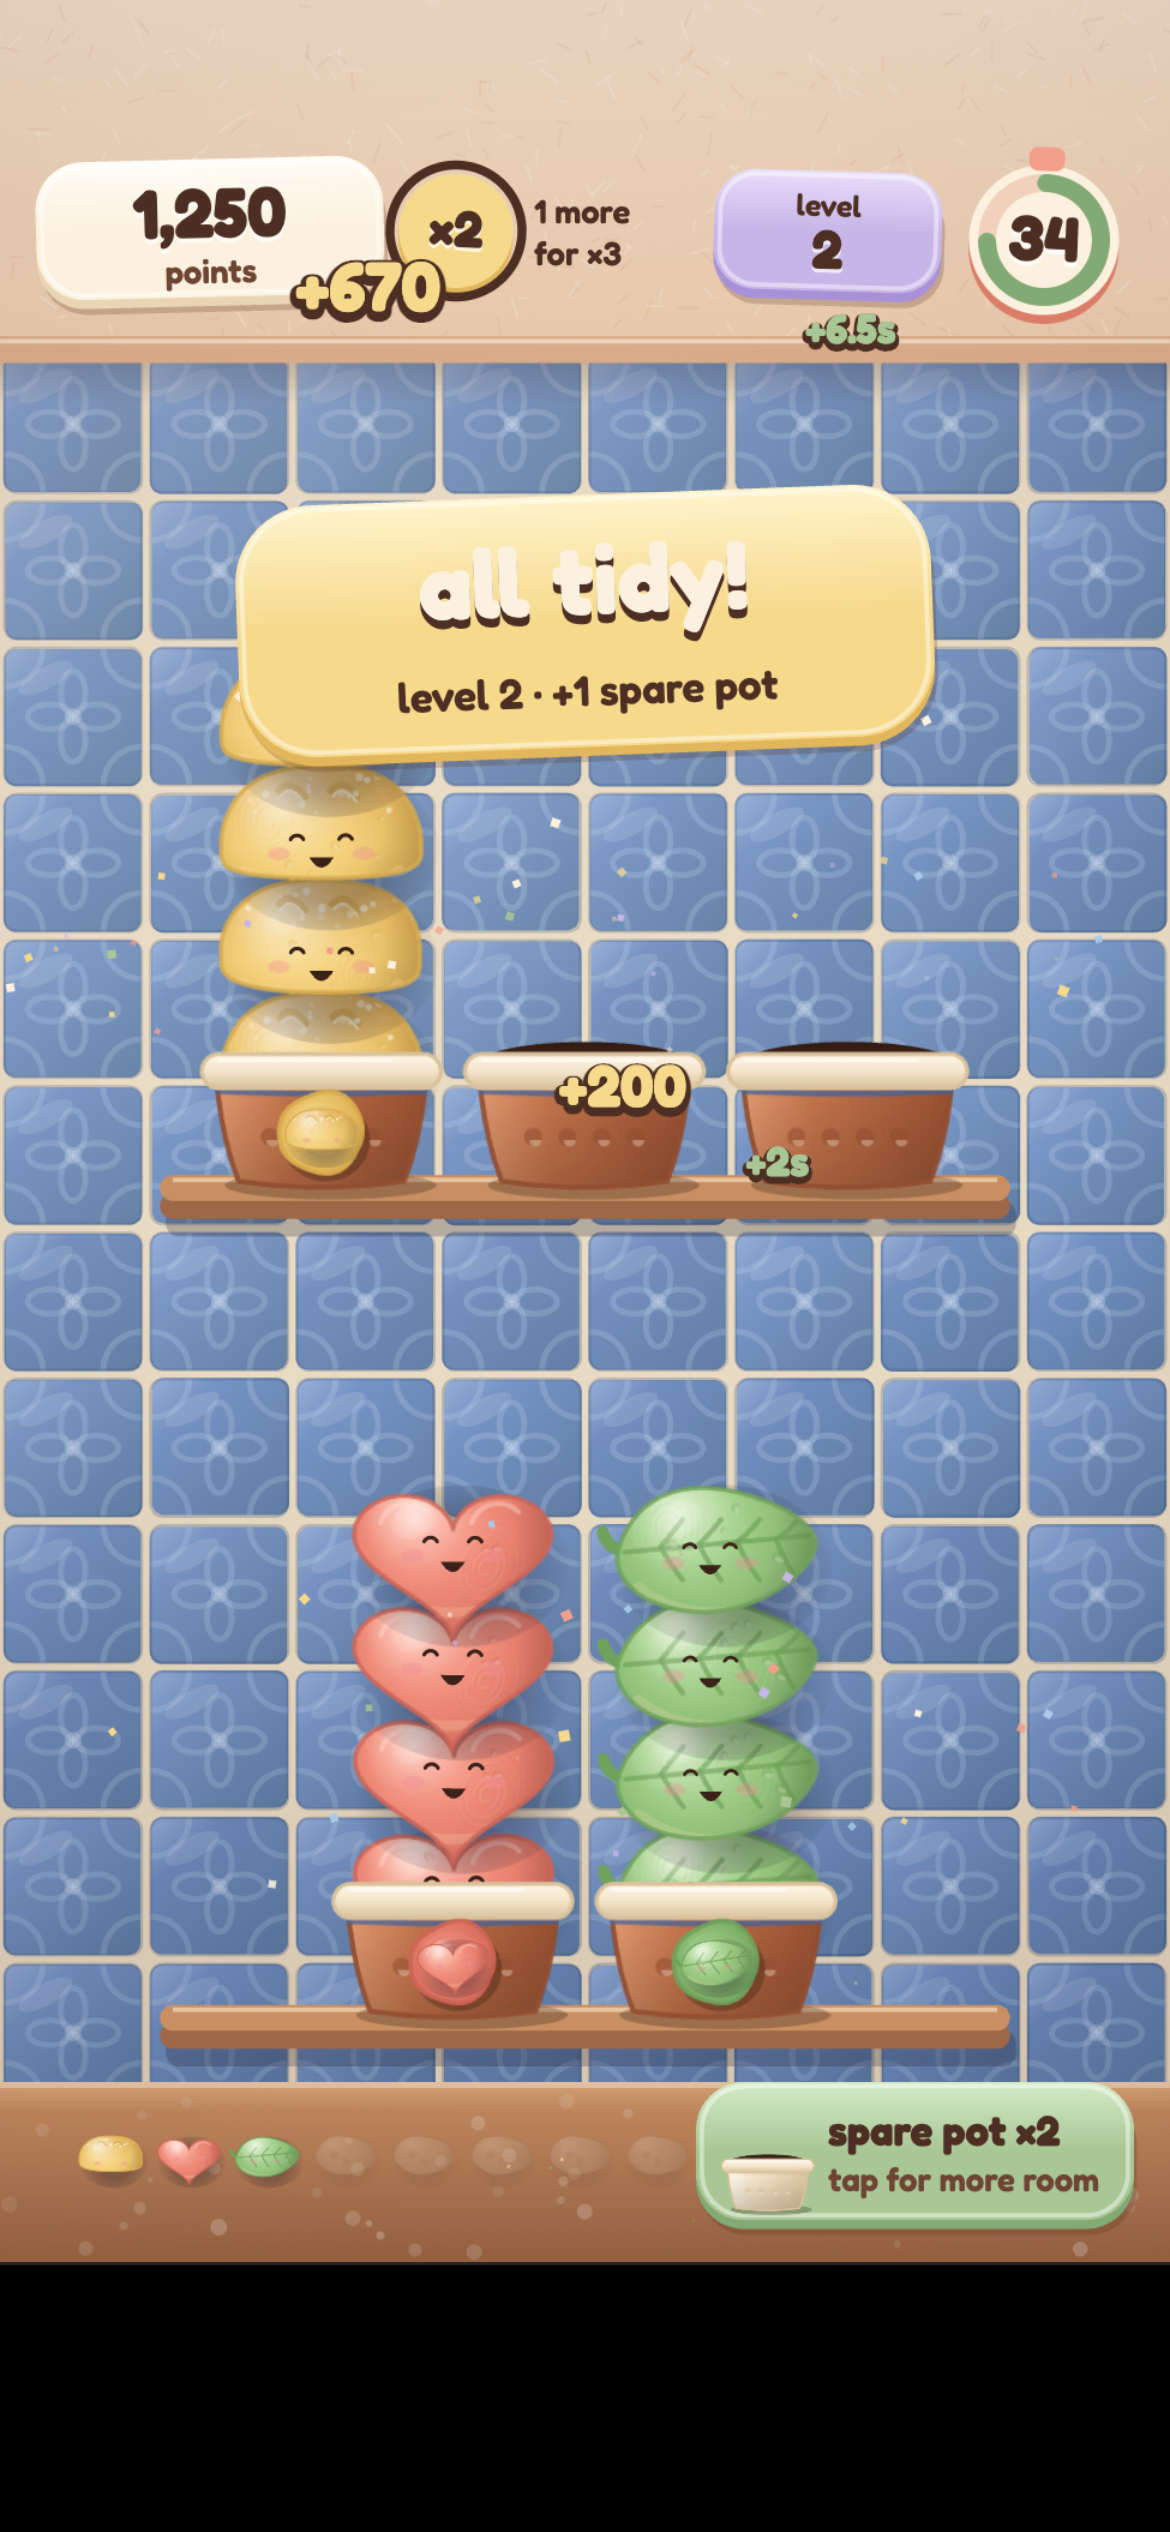 1,250
points
×2
+670
1 more
for ×3
level
2
34
+6.5s
all tidy!
level 2 · +1 spare pot
+200
+2s
spare pot ×2
tap for more room